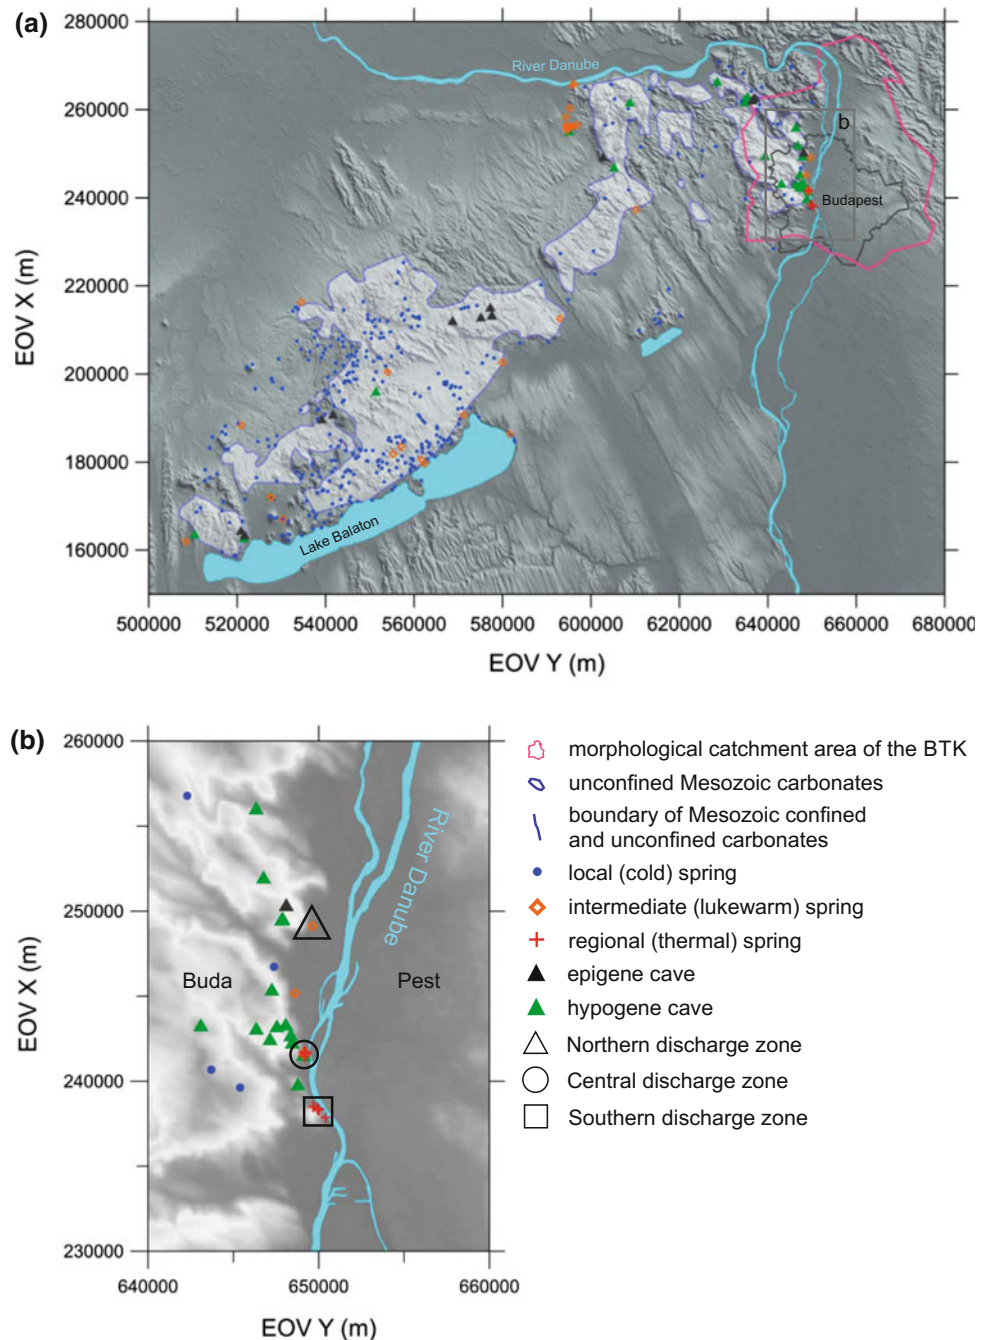 (a)
280000
260000
240000
220000
200000
180000
160000
EOV X (m)
River Danube
b
Budapest
Lake Balaton
500000 520000 540000 560000 580000 600000 620000 640000 660000 680000
EOV Y (m)
(b)
260000
250000
240000
230000
EOV X (m)
River Danube
Buda
Pest
640000 650000 660000
EOV Y (m)
morphological catchment area of the BTK
unconfined Mesozoic carbonates
boundary of Mesozoic confined
and unconfined carbonates
local (cold) spring
intermediate (lukewarm) spring
regional (thermal) spring
epigene cave
hypogene cave
Northern discharge zone
Central discharge zone
Southern discharge zone